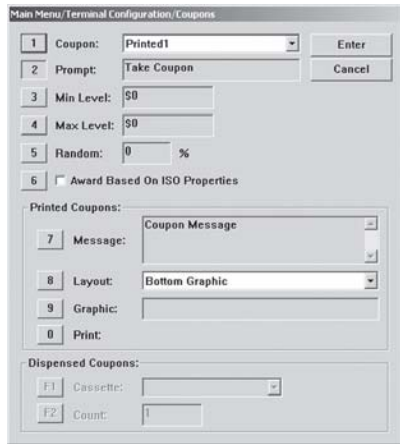 Main Menu/Terminal Configuration/Coupons
1 Coupon: Printed1 Enter
2 Prompt: Take Coupon Cancel
3 Min Level: $0
4 Max Level: $0
5 Random: 0 %
6 Award Based On ISO Properties
Printed Coupons:
7 Message: Coupon Message
8 Layout: Bottom Graphic
9 Graphic:
0 Print:
Dispensed Coupons:
F1 Cassette:
F2 Count: 1